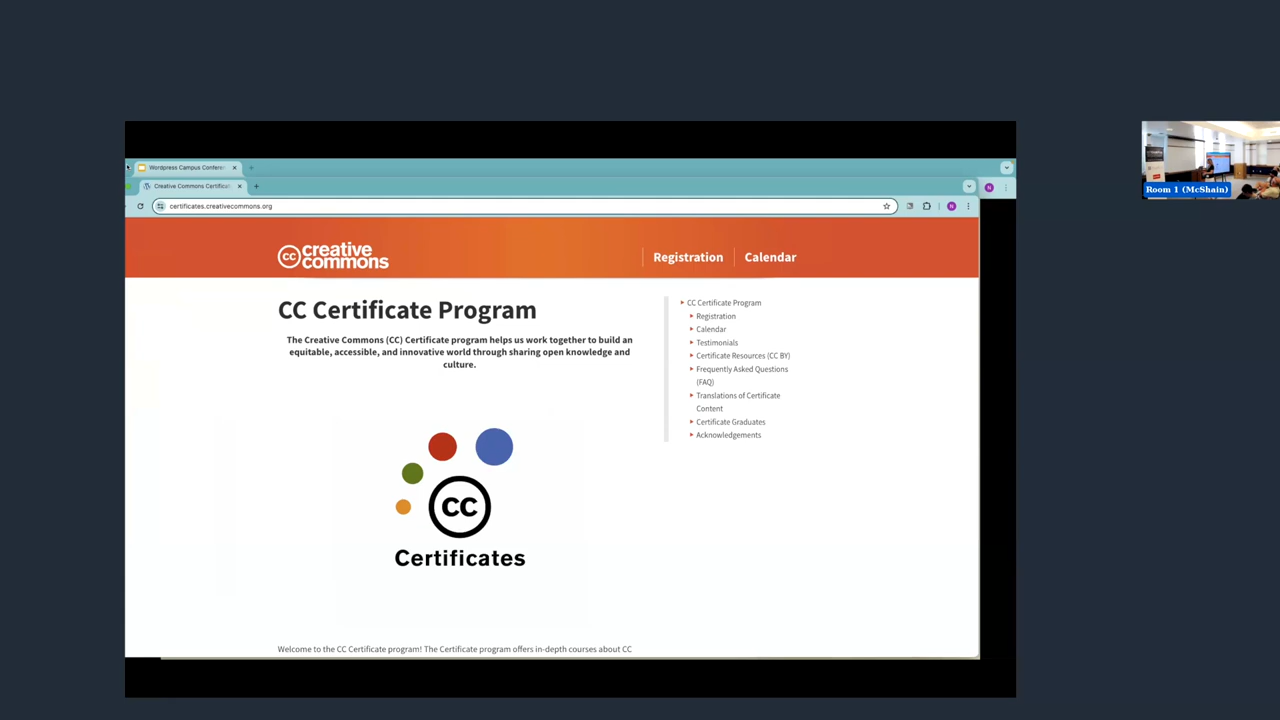 Wordpress Campus Confere
Creative Commons Certificat
certificates.creativecommons.org
Room 1 (McShain)
cc creative commons
Registration
Calendar
CC Certificate Program
The Creative Commons (CC) Certificate program helps us work together to build an
equitable, accessible, and innovative world through sharing open knowledge and
culture.
CC Certificate Program
Registration
Calendar
Testimonials
Certificate Resources (CC BY)
Frequently Asked Questions
(FAQ)
Translations of Certificate
Content
Certificate Graduates
Acknowledgements
cc
Certificates
Welcome to the CC Certificate program! The Certificate program offers in-depth courses about CC